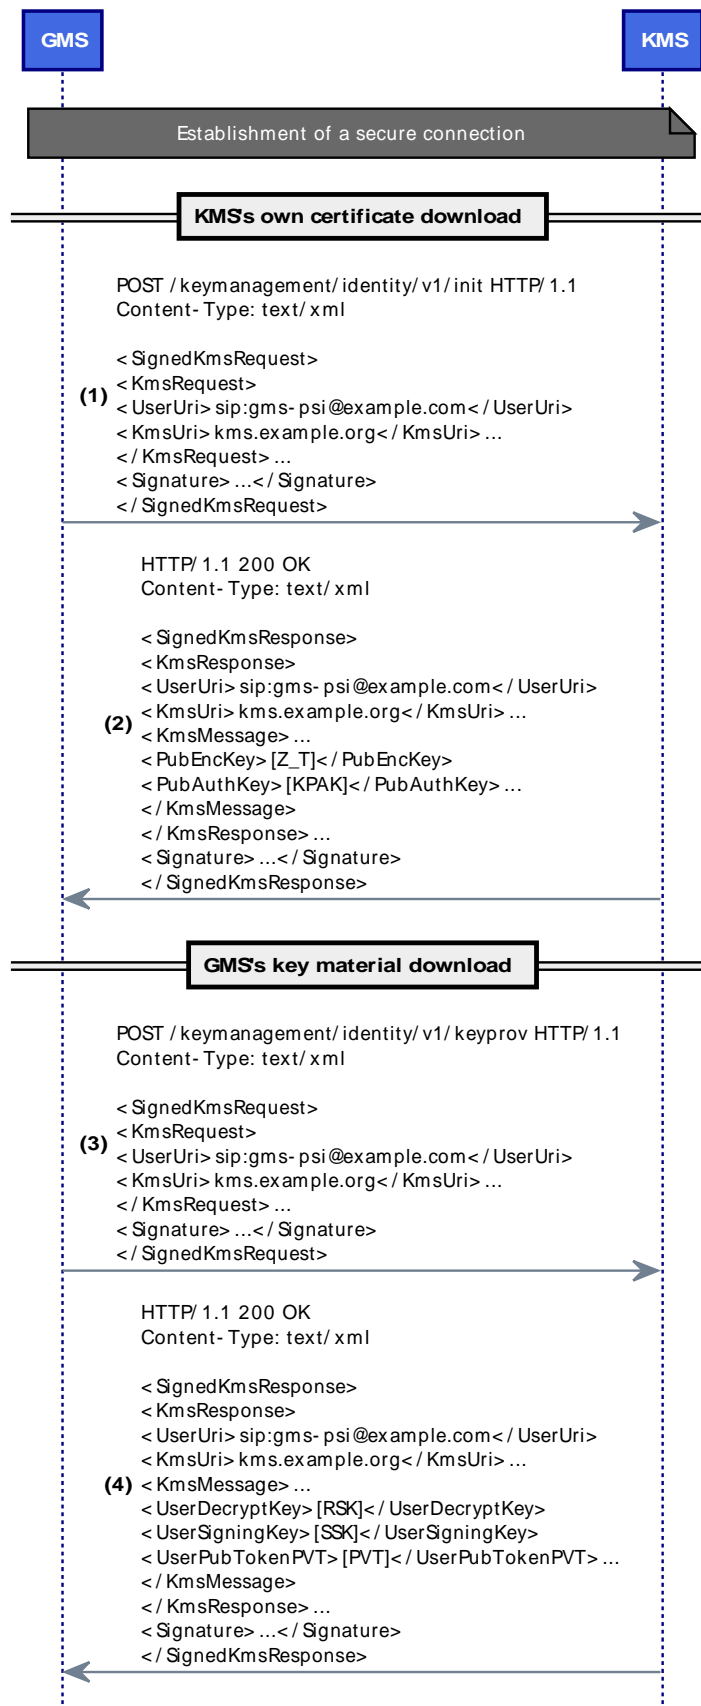 GMS
KMS
Establishment of a secure connection
KMS's own certificate download
POST /keymanagement/identity/v1/init HTTP/1.1
Content-Type: text/xml
<SignedKmsRequest>
<KmsRequest>
(1)
<UserUri>sip:gms-psi@example.com</UserUri>
<KmsUri>kms.example.org</KmsUri>...
</KmsRequest>...
<Signature>...</Signature>
</SignedKmsRequest>
HTTP/1.1 200 OK
Content-Type: text/xml
<SignedKmsResponse>
<KmsResponse>
<UserUri>sip:gms-psi@example.com</UserUri>
<KmsUri>kms.example.org</KmsUri>...
(2)
<KmsMessage>...
<PubEncKey>[Z_T]</PubEncKey>
<PubAuthKey>[KPAK]</PubAuthKey>...
</KmsMessage>
</KmsResponse>...
<Signature>...</Signature>
</SignedKmsResponse>
GMS's key material download
POST /keymanagement/identity/v1/keyprov HTTP/1.1
Content-Type: text/xml
<SignedKmsRequest>
<KmsRequest>
(3)
<UserUri>sip:gms-psi@example.com</UserUri>
<KmsUri>kms.example.org</KmsUri>...
</KmsRequest>...
<Signature>...</Signature>
</SignedKmsRequest>
HTTP/1.1 200 OK
Content-Type: text/xml
<SignedKmsResponse>
<KmsResponse>
<UserUri>sip:gms-psi@example.com</UserUri>
<KmsUri>kms.example.org</KmsUri>...
(4) <KmsMessage>...
<UserDecryptKey>[RSK]</UserDecryptKey>
<UserSigningKey>[SSK]</UserSigningKey>
<UserPubTokenPVT>[PVT]</UserPubTokenPVT>...
</KmsMessage>
</KmsResponse>...
<Signature>...</Signature>
</SignedKmsResponse>